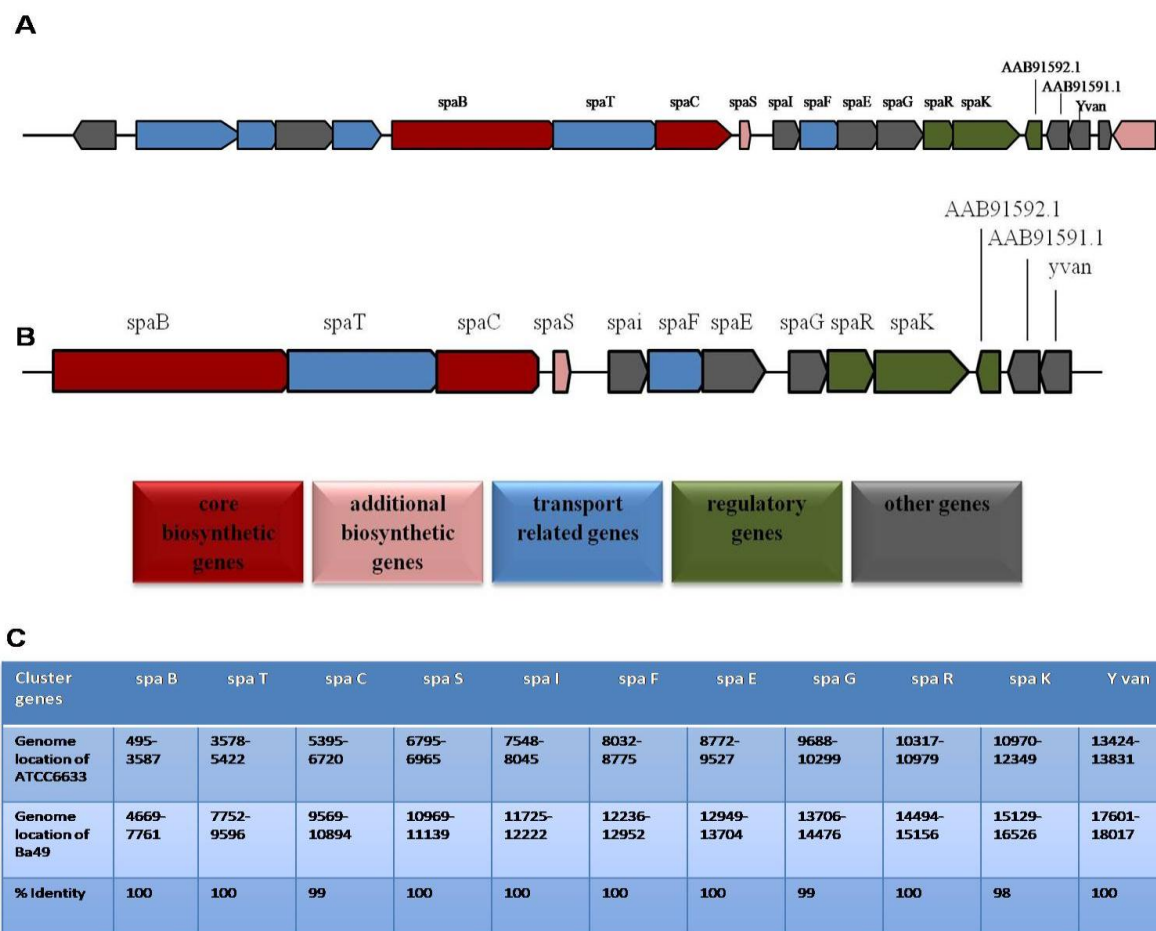 A
AAB91592.1
AAB91591.1
Yvan
spaB spaT spaC spaS spaI spaF spaE spaG spaR spaK
AAB91592.1
AAB91591.1
yvan
B
spaB spaT spaC spaS spai spaF spaE spaG spaR spaK
core biosynthetic genes
additional biosynthetic genes
transport related genes
regulatory genes
other genes
C
Cluster genes spa B spa T spa C spa S spa I spa F spa E spa G spa R spa K Y van
Genome location of ATCC6633 495-3587 3578-5422 5395-6720 6795-6965 7548-8045 8032-8775 8772-9527 9688-10299 10317-10979 10970-12349 13424-13831
Genome location of Ba49 4669-7761 7752-9596 9569-10894 10969-11139 11725-12222 12236-12952 12949-13704 13706-14476 14494-15156 15129-16526 17601-18017
% Identity 100 100 99 100 100 100 100 99 100 98 100